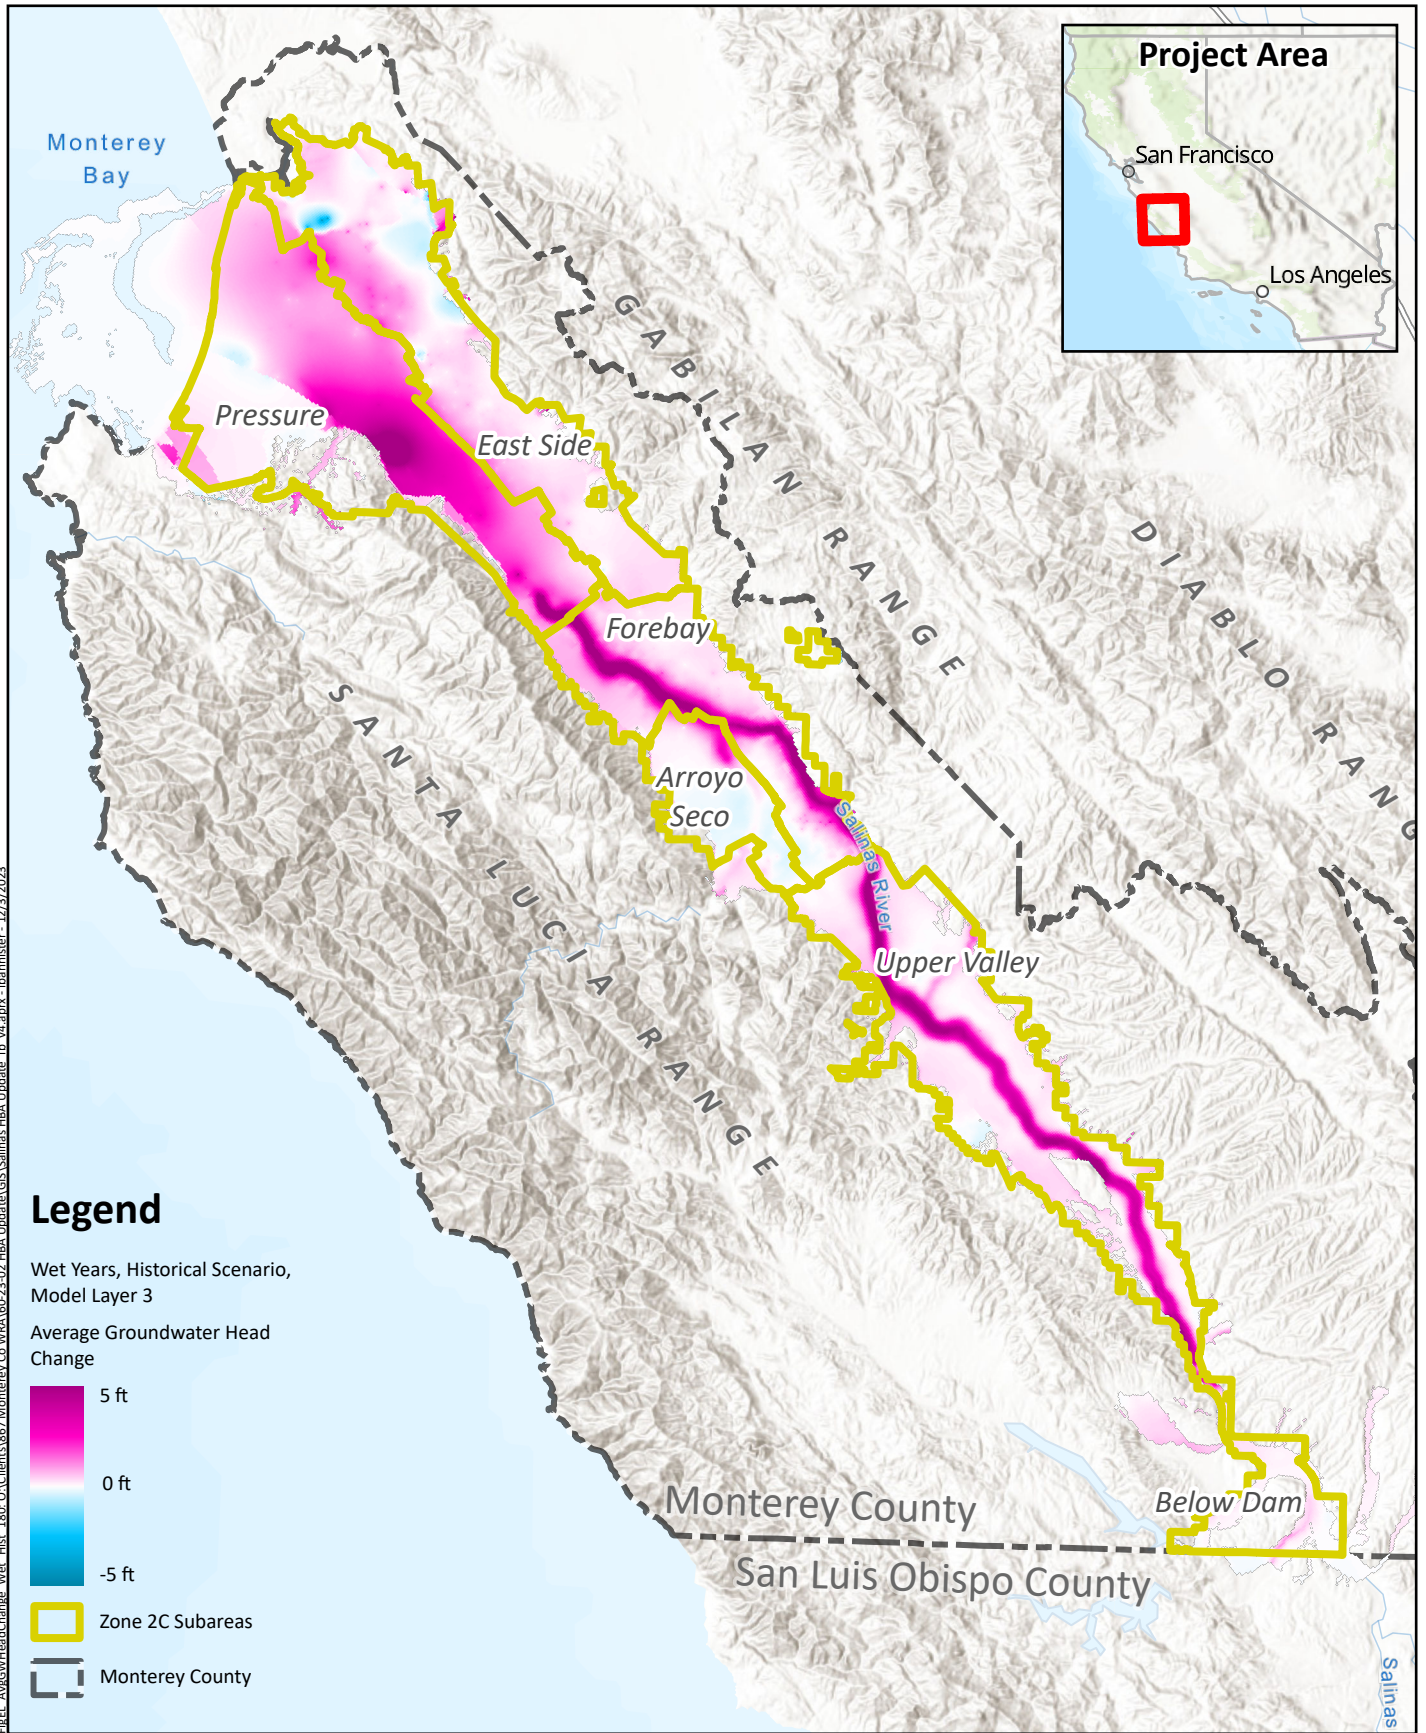 Project Area
San Francisco
Los Angeles
Monterey
Bay
GABILAN RANGE
DIABLO RANG
Pressure
East Side
Forebay
SANTA LUCIA RANGE
Arroyo
Seco
Salinas River
Upper Valley
Below Dam
Monterey County
San Luis Obispo County
Salinas
Legend
Wet Years, Historical Scenario,
Model Layer 3
Average Groundwater Head
Change
5 ft
0 ft
-5 ft
Zone 2C Subareas
Monterey County